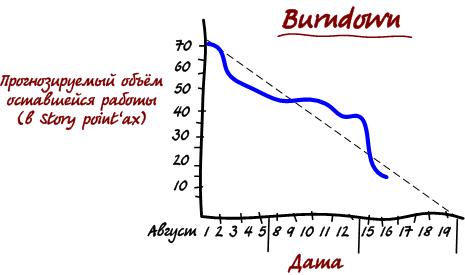 Burndown
70
60
50
40
30
20
10
Прогнозируемый объём
оставшейся работы
(в story point'ах)
Август 1 2 3 4 5 8 9 10 11 12 15 16 17 18 19
Дата